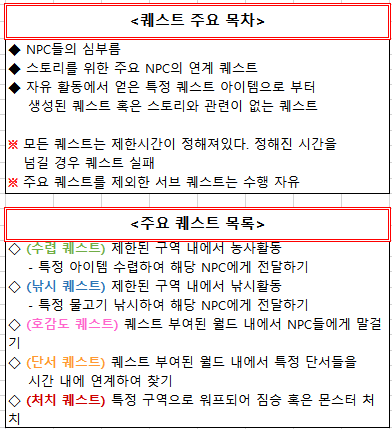 <퀘스트 주요 목차>
◆ NPC들의 심부름
◆ 스토리를 위한 주요 NPC의 연계 퀘스트
◆ 자유 활동에서 얻은 특정 퀘스트 아이템으로 부터
생성된 퀘스트 혹은 스토리와 관련이 없는 퀘스트
※ 모든 퀘스트는 제한시간이 정해져있다. 정해진 시간을
넘길 경우 퀘스트 실패
※ 주요 퀘스트를 제외한 서브 퀘스트는 수행 자유
<주요 퀘스트 목록>
◇ (수렵 퀘스트) 제한된 구역 내에서 농사활동
- 특정 아이템 수렵하여 해당 NPC에게 전달하기
◇ (낚시 퀘스트) 제한된 구역 내에서 낚시활동
- 특정 물고기 낚시하여 해당 NPC에게 전달하기
◇ (호감도 퀘스트) 퀘스트 부여된 월드 내에서 NPC들에게 말걸
기
◇ (단서 퀘스트) 퀘스트 부여된 월드 내에서 특정 단서들을
시간 내에 연계하여 찾기
◇ (처치 퀘스트) 특정 구역으로 워프되어 짐승 혹은 몬스터 처
치